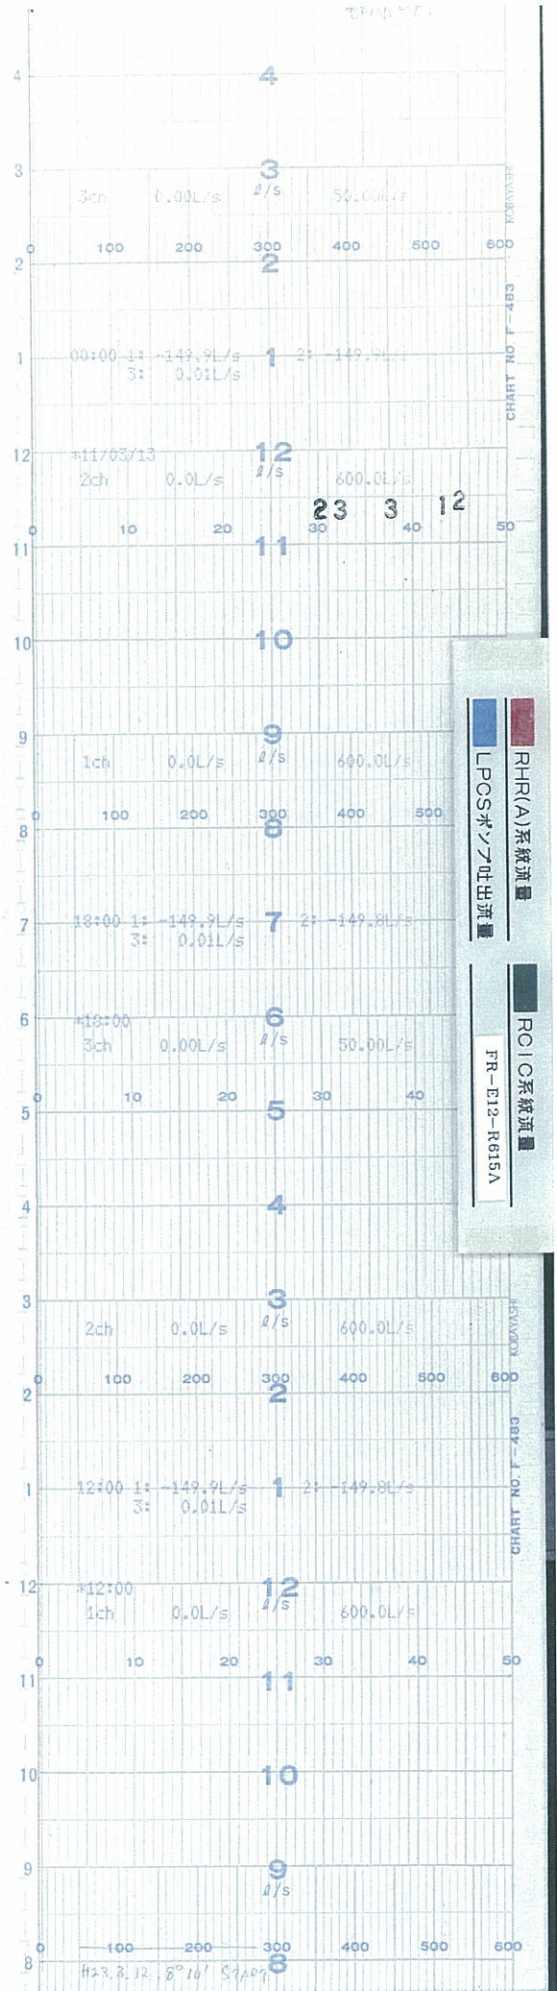 4 4
3 3
3ch 0.00L/s ℓ/s
0 100 200 300 400 500 600
KOBAYASHI
2 2
CHART NO F-483
00:00 1: -149.9L/s 2: -149.9L/s
1 1
3: 0.01L/s
*11/03/13
12 12
2ch 0.0L/s ℓ/s 600.0L/s
23 3 12
0 10 20 30 40 50
11 11
10 10
9 9
1ch 0.0L/s ℓ/s 600.0L/s
0 100 200 300 400 500
8 8
RHR(A)系統流量
LPCSポンプ吐出流量
RCIC系統流量
FR-E12-R615A
18:00 1: -149.9L/s 2: -149.8L/s
7 7
3: 0.01L/s
*18:00
6 6
3ch 0.00L/s ℓ/s 50.00L/s
0 10 20 30 40
5 5
4 4
3 3
2ch 0.0L/s ℓ/s 600.0L/s
KOBAYASHI
0 100 200 300 400 500 600
2 2
CHART NO. F-483
12:00 1: -149.9L/s 2: -149.8L/s
1 1
3: 0.01L/s
*12:00
12 12
1ch 0.0L/s ℓ/s 600.0L/s
0 10 20 30 40 50
11 11
10 10
9 9
ℓ/s
0 100 200 300 400 500 600
8 8
H23.3.12 8°10'